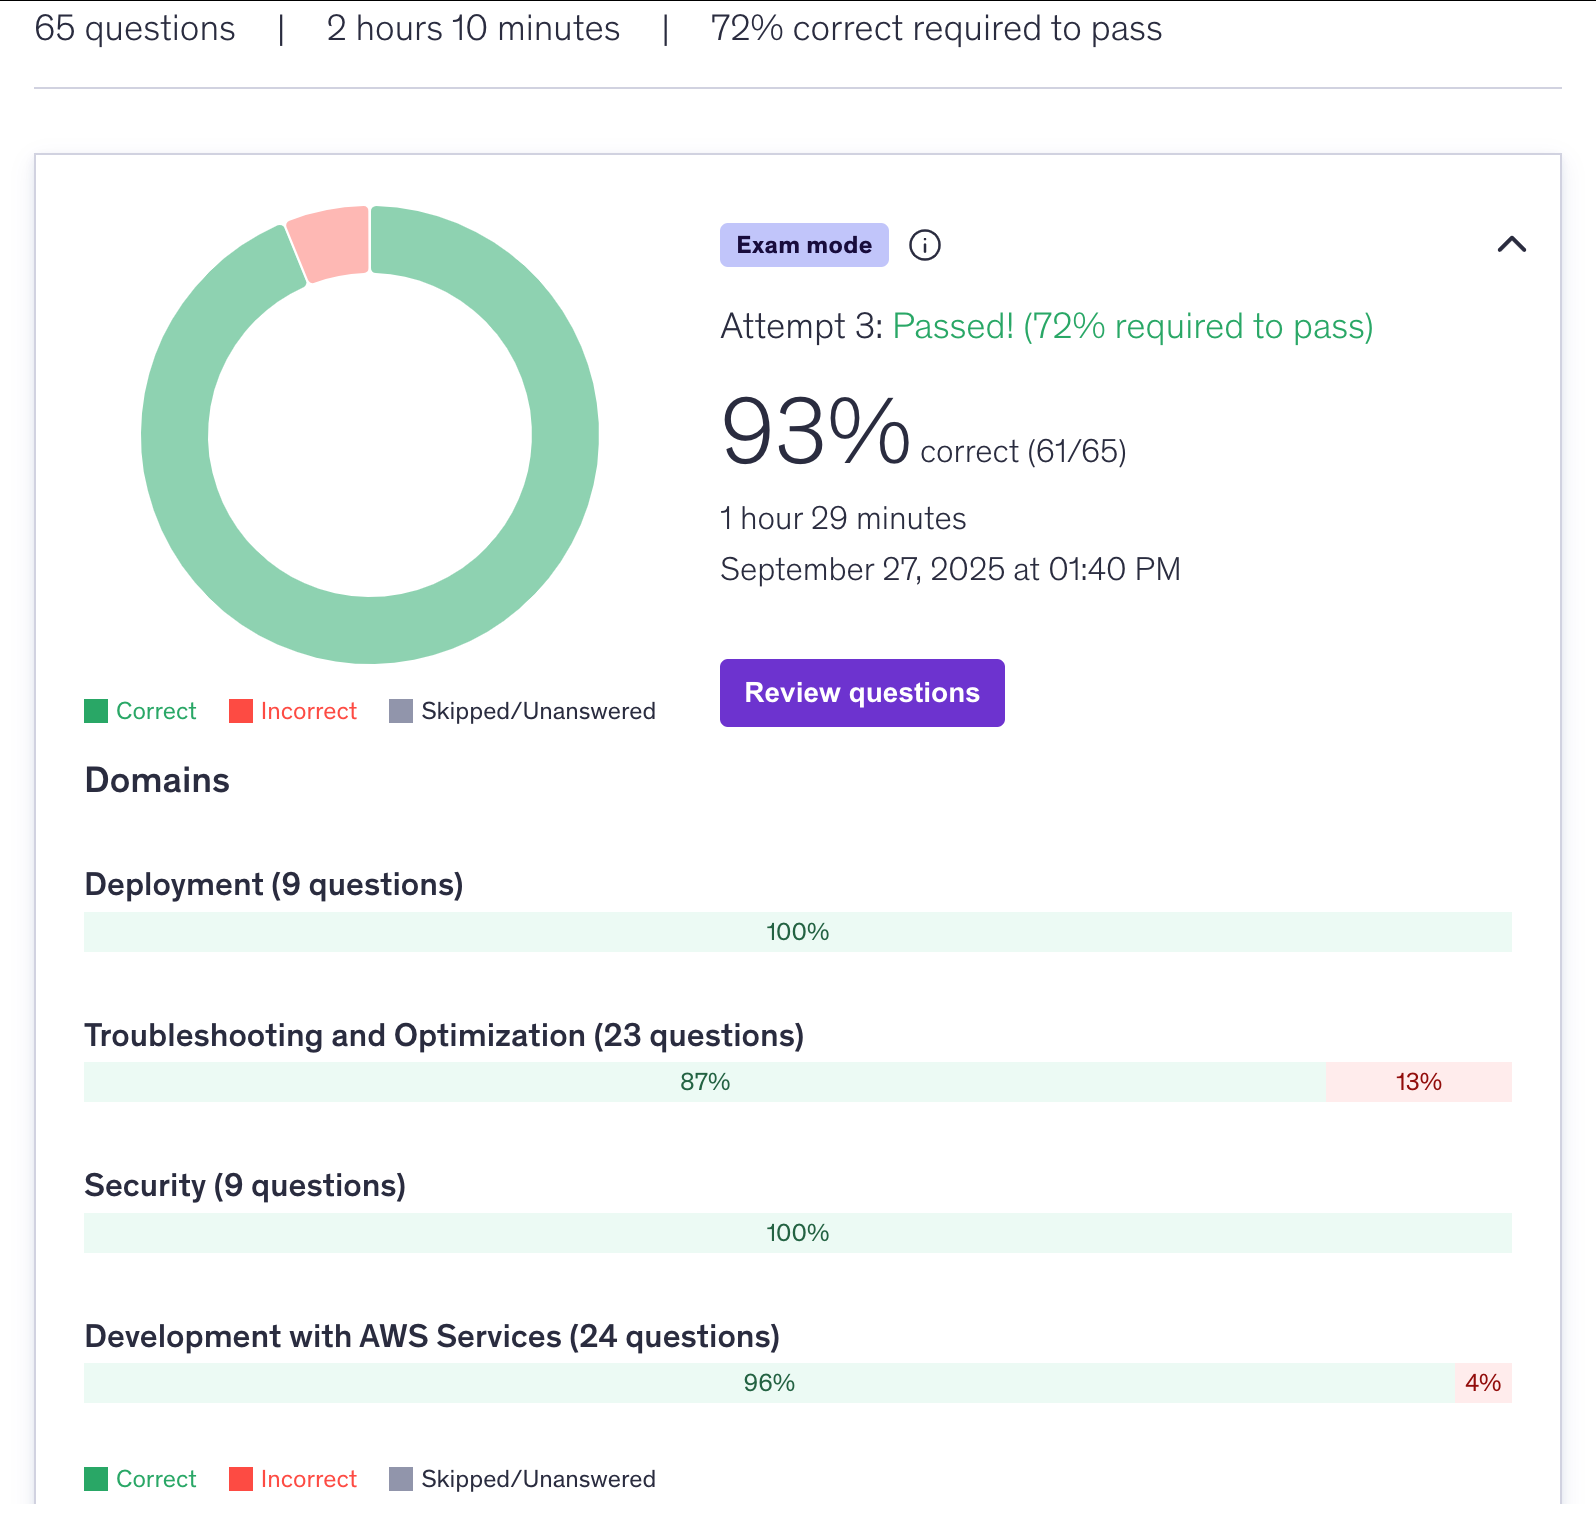 65 questions | 2 hours 10 minutes | 72% correct required to pass
Exam mode
Attempt 3: Passed! (72% required to pass)
93% correct (61/65)
1 hour 29 minutes
September 27, 2025 at 01:40 PM
Review questions
Correct Incorrect Skipped/Unanswered
Domains
Deployment (9 questions)
100%
Troubleshooting and Optimization (23 questions)
87% 13%
Security (9 questions)
100%
Development with AWS Services (24 questions)
96% 4%
Correct Incorrect Skipped/Unanswered